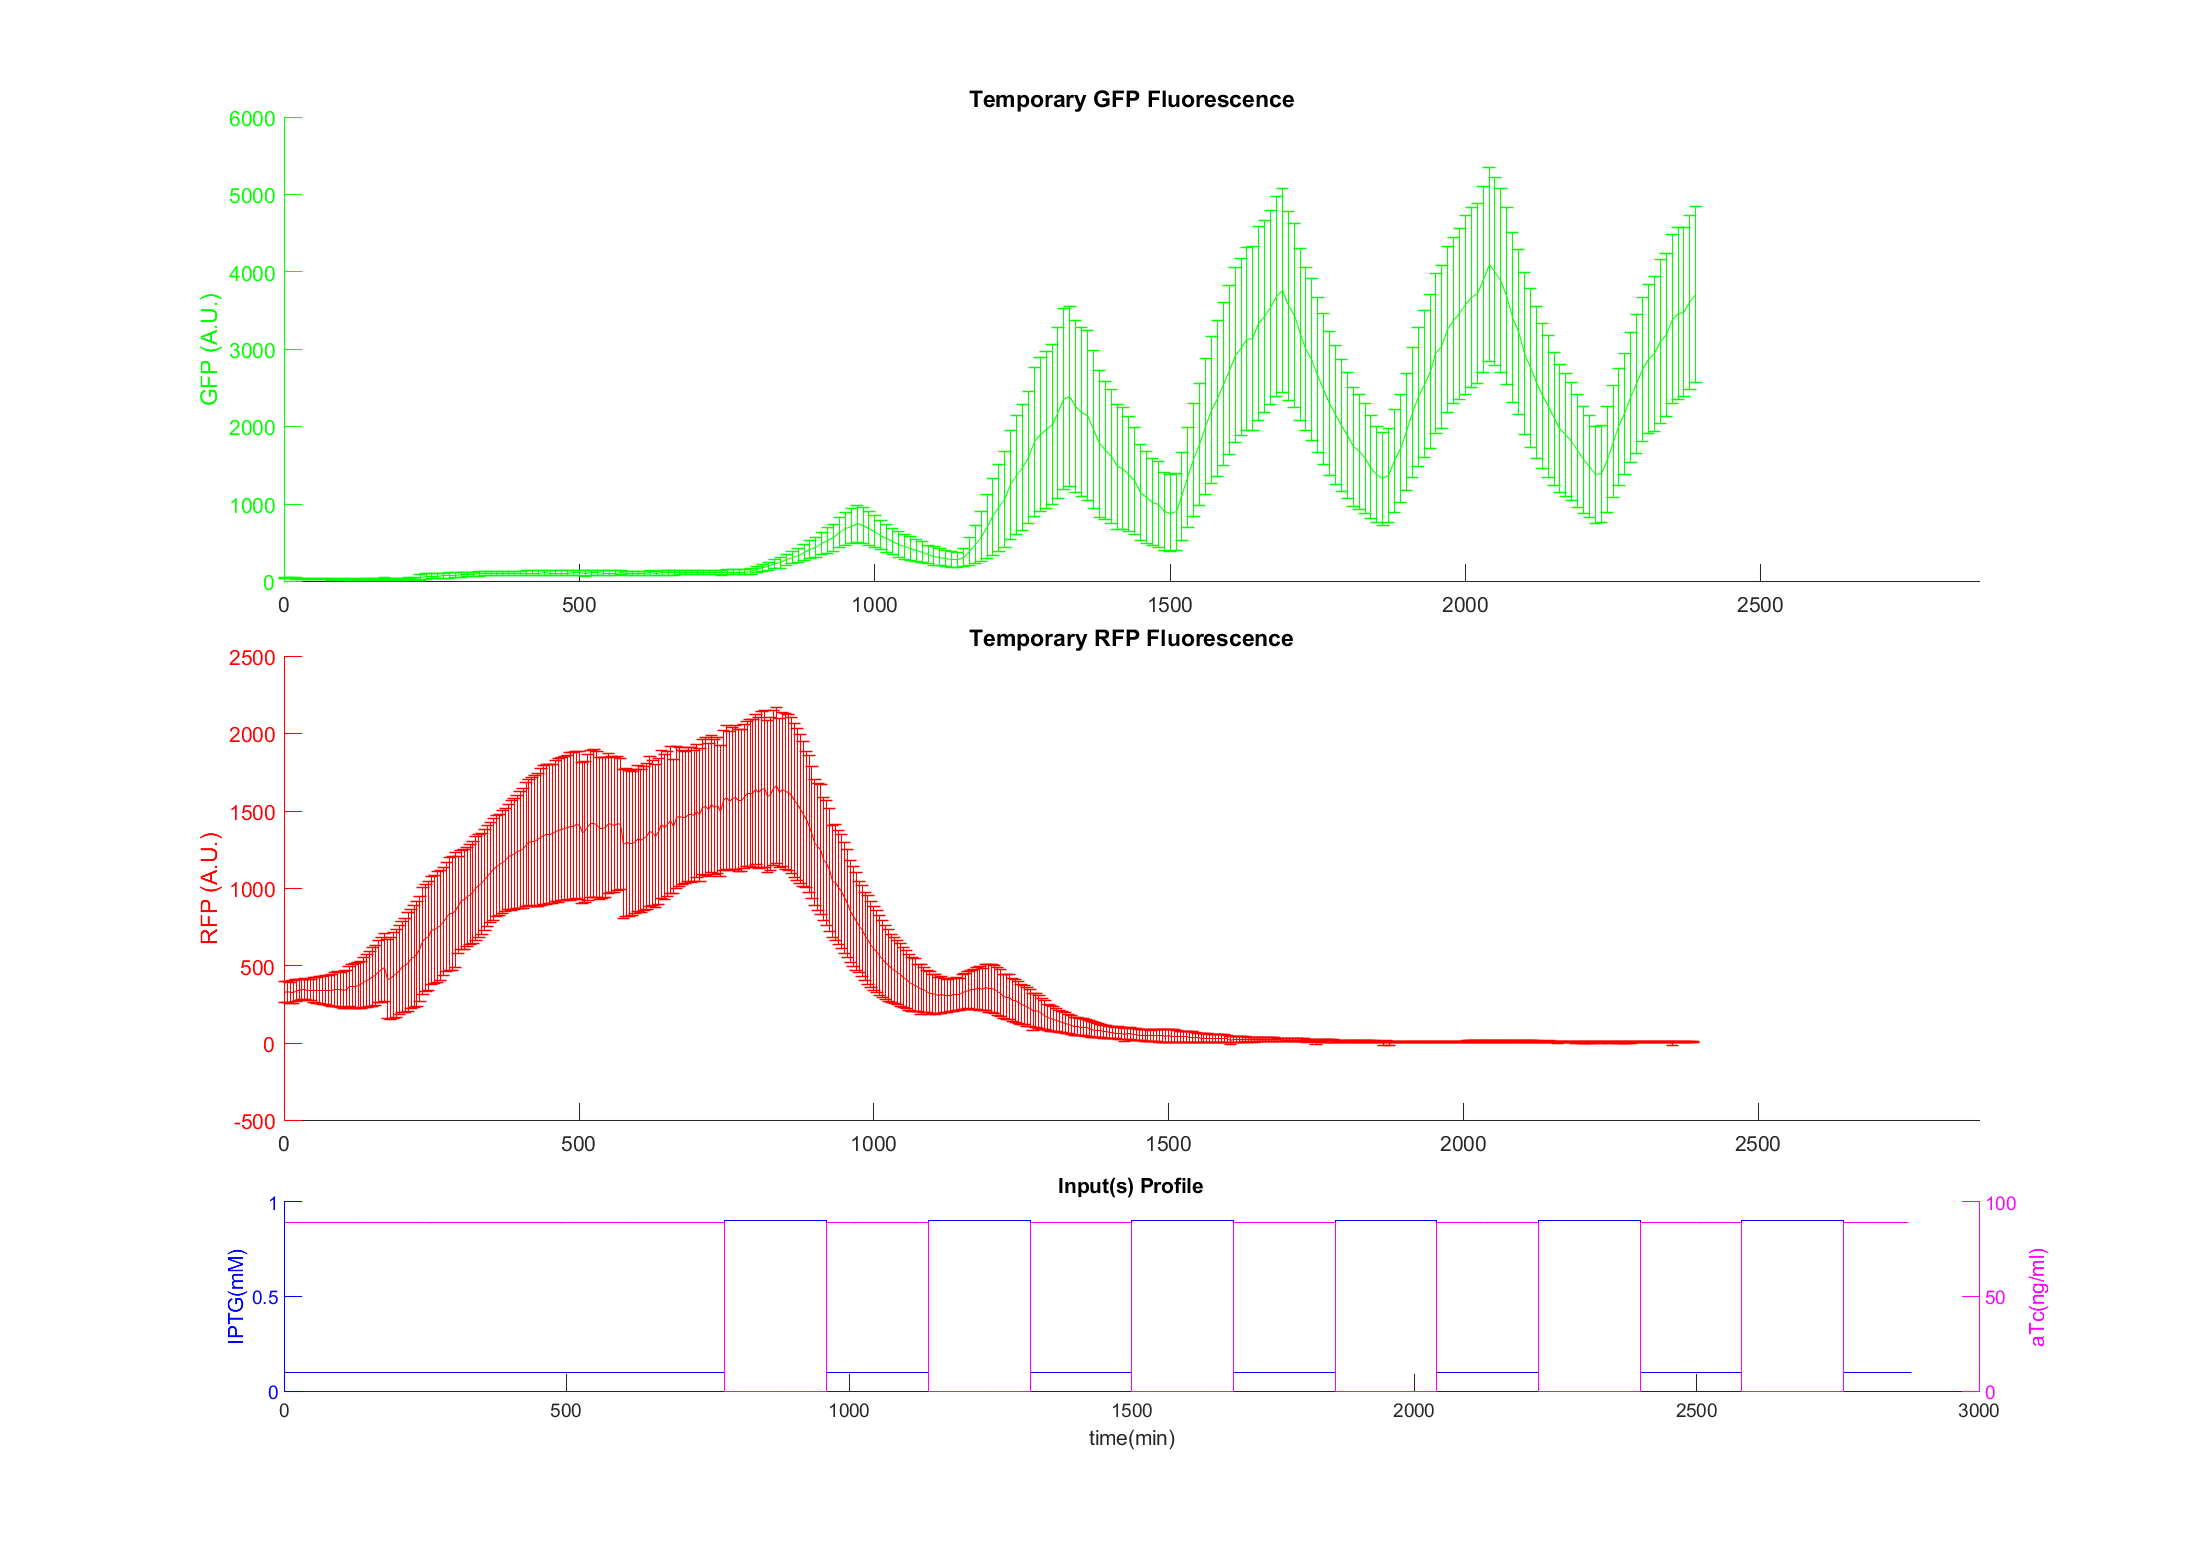 Temporary GFP Fluorescence
6000
5000
4000
3000
2000
1000
0
GFP (A.U.)
0 500 1000 1500 2000 2500
Temporary RFP Fluorescence
2500
2000
1500
1000
500
0
-500
RFP (A.U.)
0 500 1000 1500 2000 2500
Input(s) Profile
1
0.5
0
IPTG(mM)
100
50
0
aTc(ng/ml)
0 500 1000 1500 2000 2500 3000
time(min)